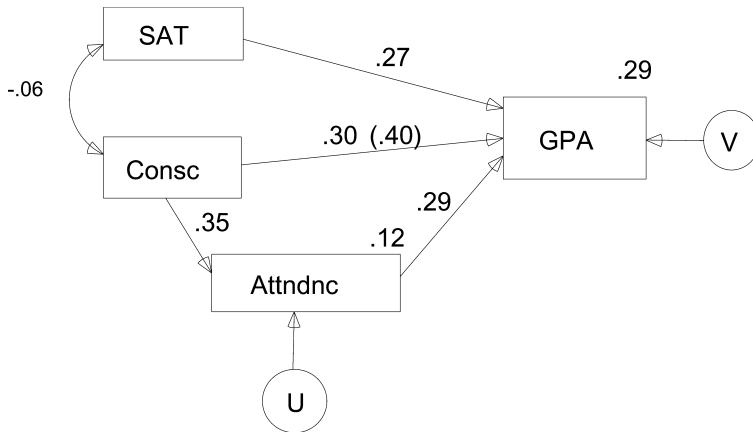 SAT
.27
.29
-.06
.30 (.40)
GPA
V
Consc
.29
.35
.12
Attndnc
U